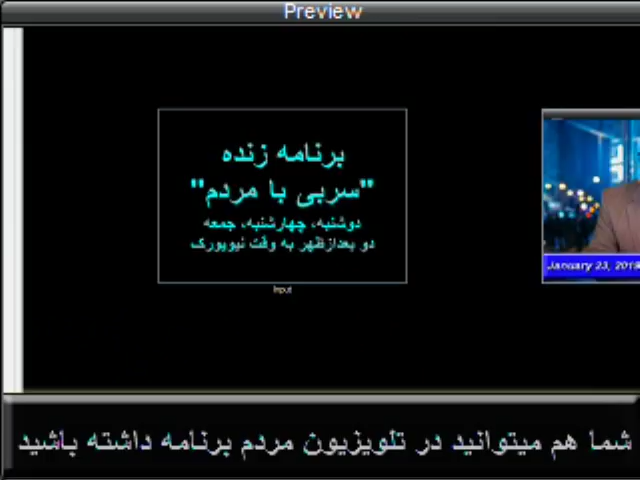 Preview
برنامه زنده
"سربی با مردم"
دوشنبه، چهارشنبه، جمعه
دو بعدازظهر به وقت نیویورک
Input
January 23, 2019
شما هم میتوانید در تلویزیون مردم برنامه داشته باشید